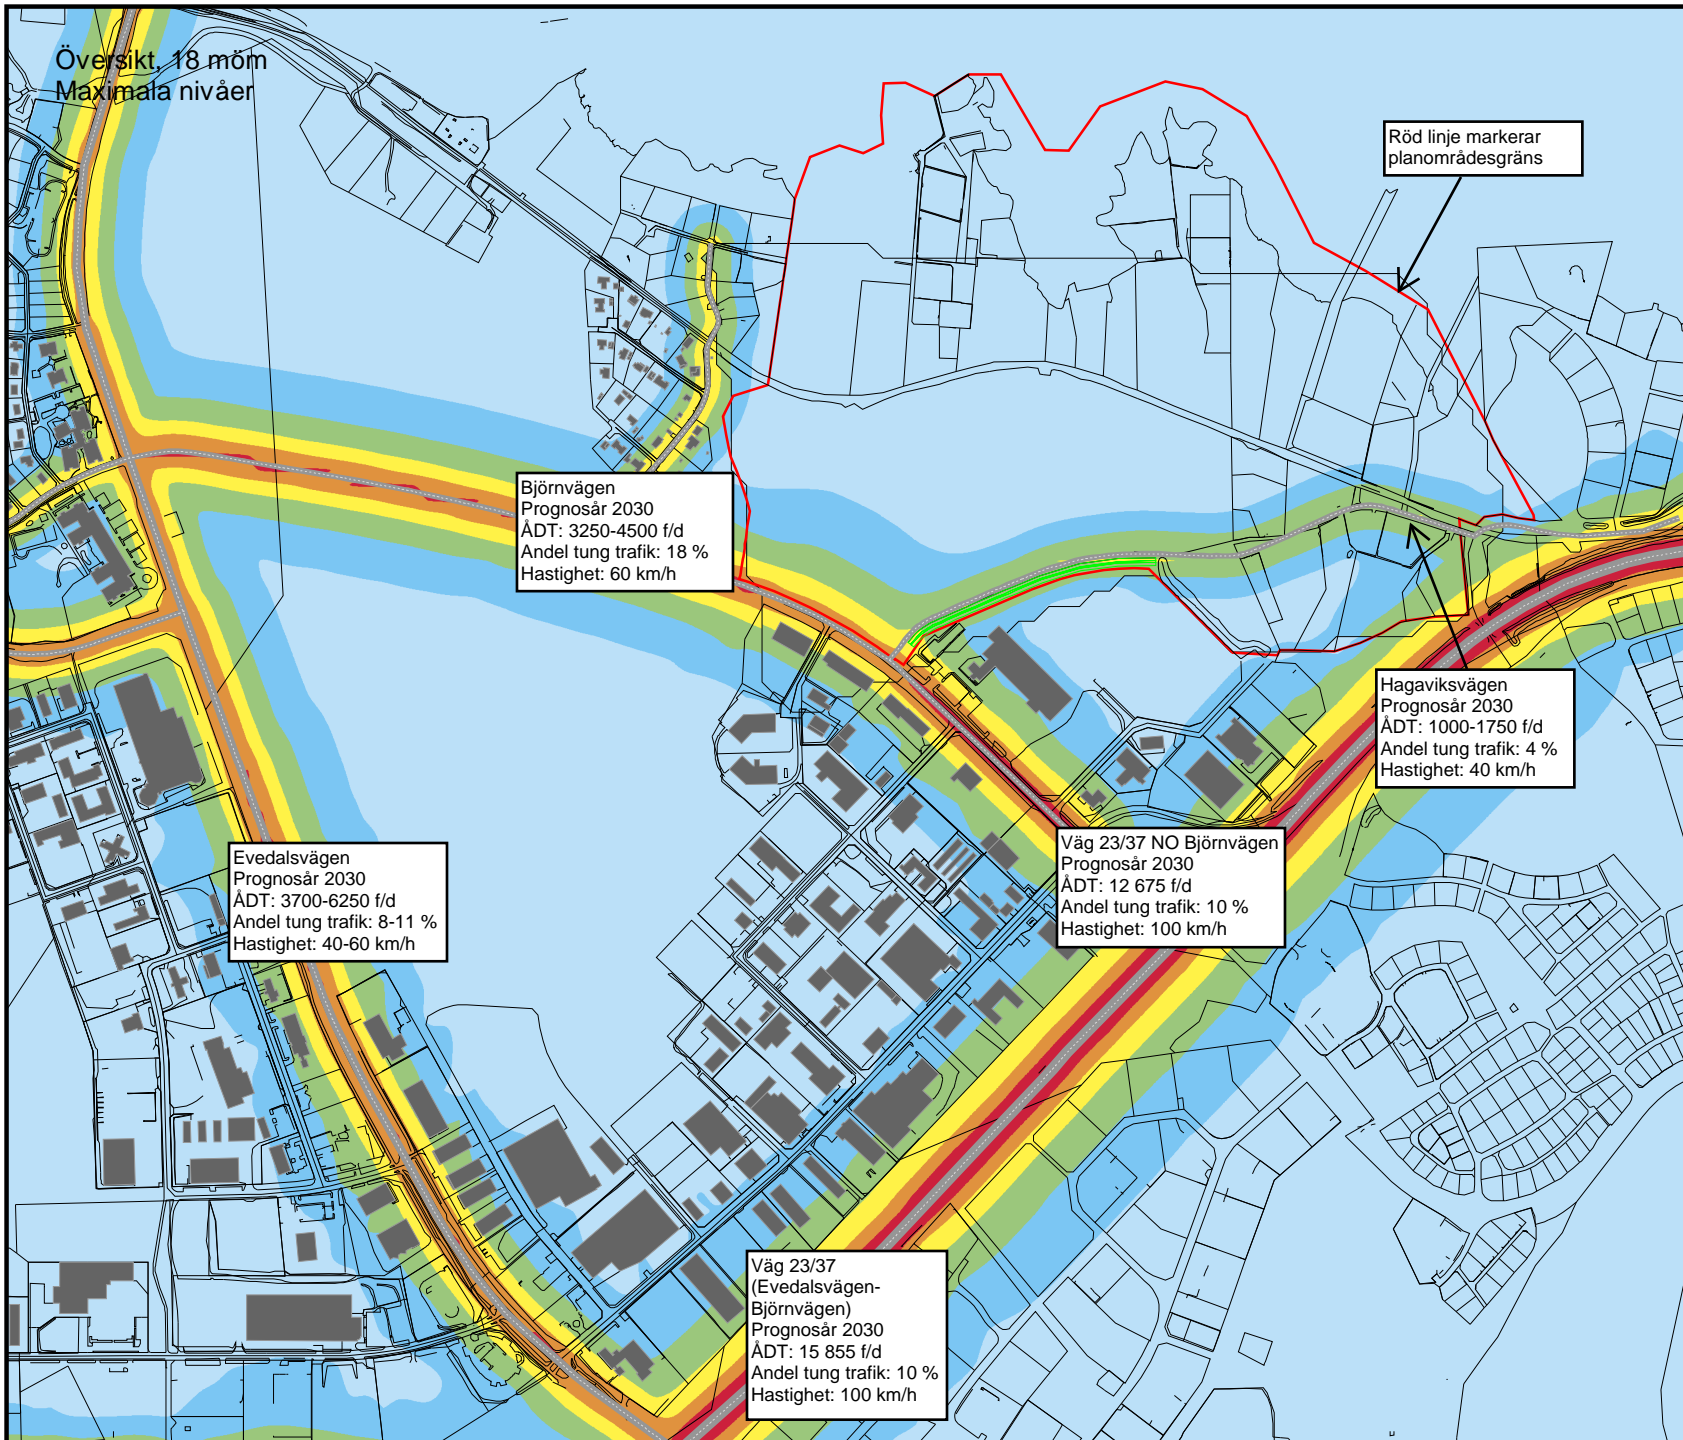 Översikt, 18 möm
Maximala nivåer
Röd linje markerar
planområdesgräns
Björnvägen
Prognosår 2030
ÅDT: 3250-4500 f/d
Andel tung trafik: 18 %
Hastighet: 60 km/h
Hagaviksvägen
Prognosår 2030
ÅDT: 1000-1750 f/d
Andel tung trafik: 4 %
Hastighet: 40 km/h
Evedalsvägen
Prognosår 2030
ÅDT: 3700-6250 f/d
Andel tung trafik: 8-11 %
Hastighet: 40-60 km/h
Väg 23/37 NO Björnvägen
Prognosår 2030
ÅDT: 12 675 f/d
Andel tung trafik: 10 %
Hastighet: 100 km/h
Väg 23/37
(Evedalsvägen-
Björnvägen)
Prognosår 2030
ÅDT: 15 855 f/d
Andel tung trafik: 10 %
Hastighet: 100 km/h